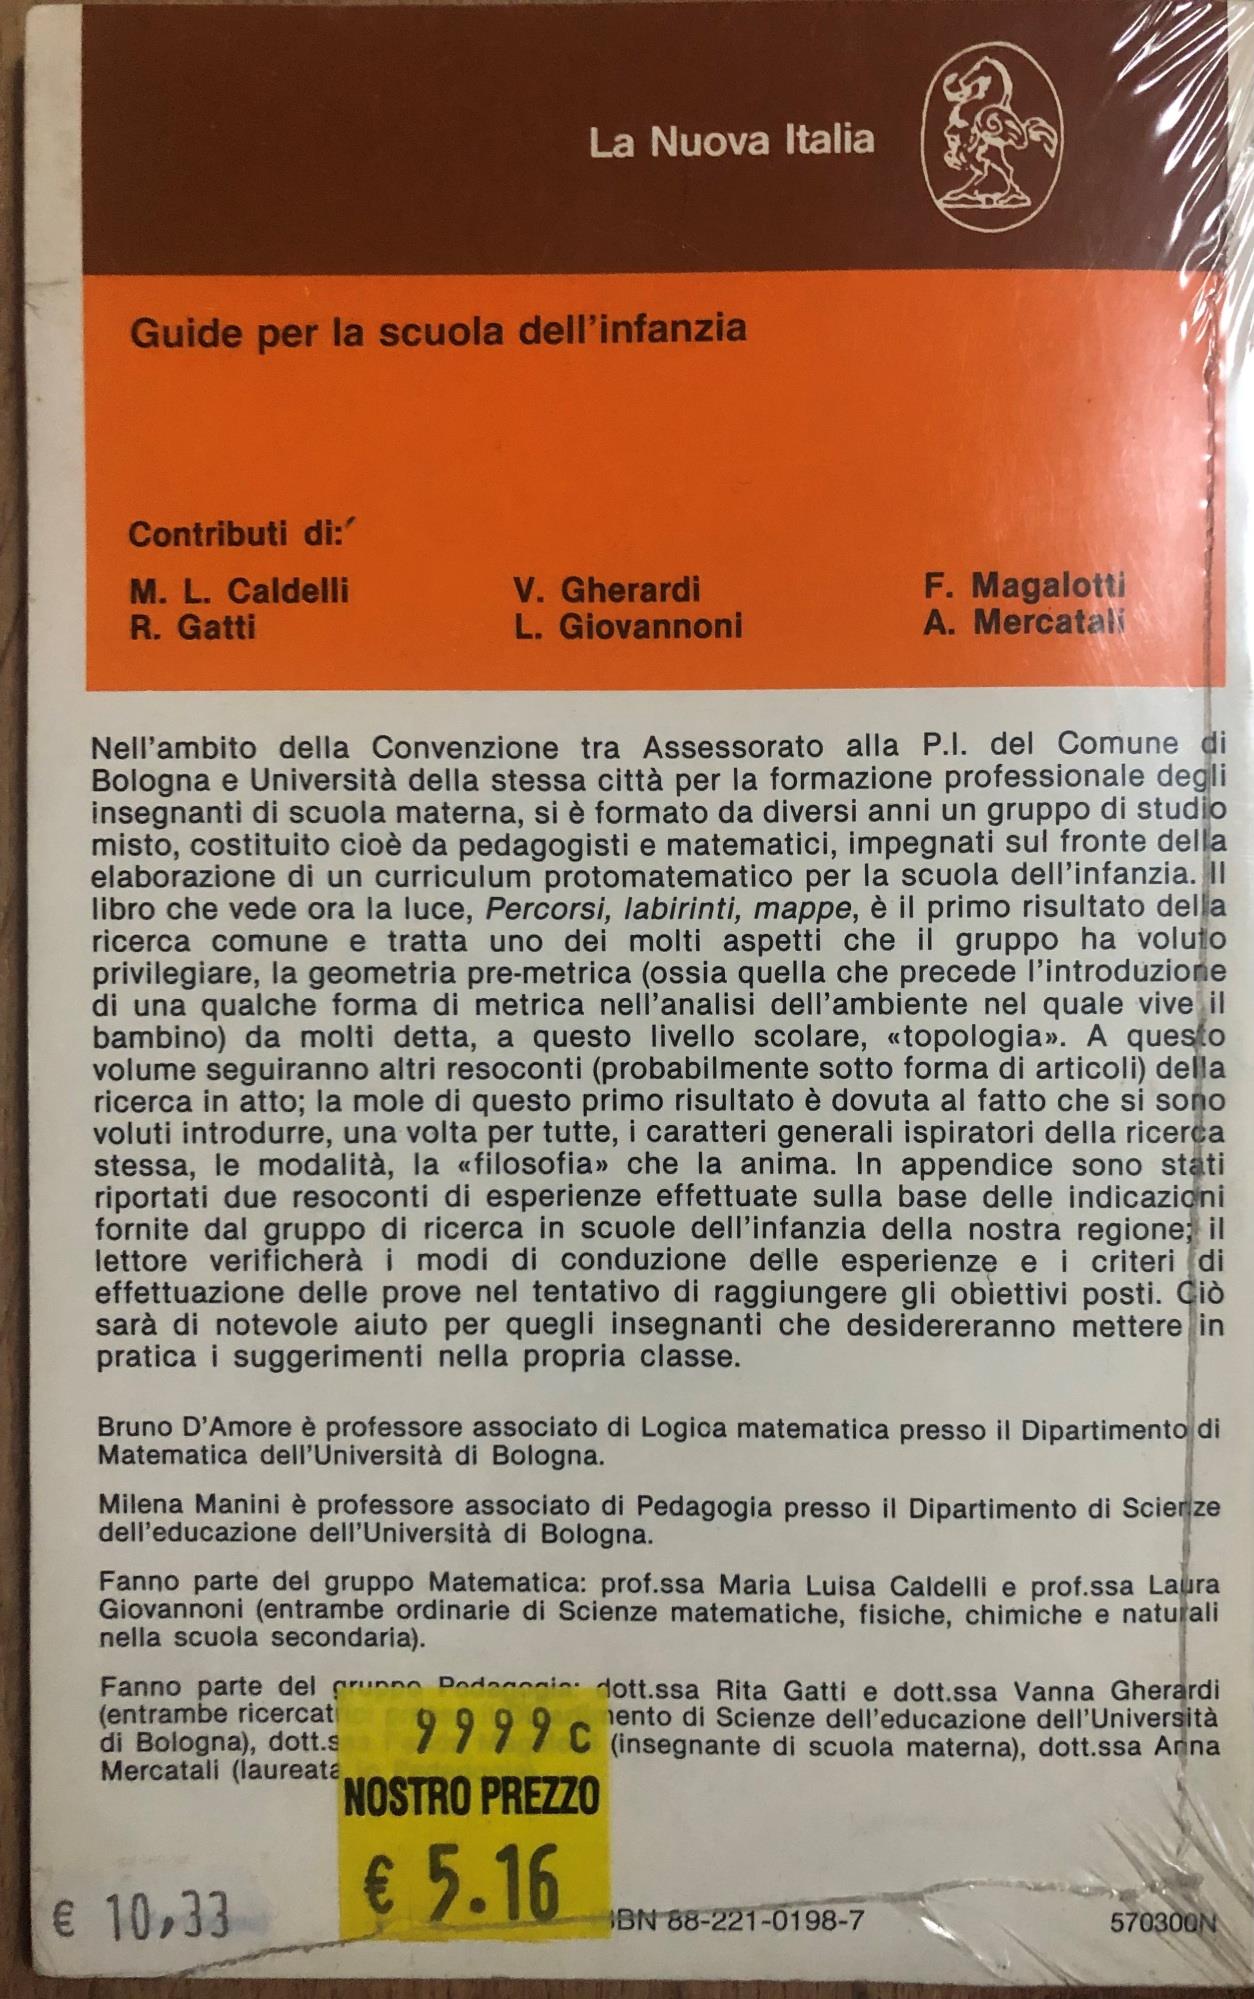 La Nuova Italia
Guide per la scuola dell'infanzia
Contributi di:
M. L. Caldelli V. Gherardi F. Magalotti
R. Gatti L. Giovannoni A. Mercatali
Nell'ambito della Convenzione tra Assessorato alla P.I. del Comune di
Bologna e Università della stessa città per la formazione professionale degli
insegnanti di scuola materna, si è formato da diversi anni un gruppo di studio
misto, costituito cioè da pedagogisti e matematici, impegnati sul fronte della
elaborazione di un curriculum protomatematico per la scuola dell'infanzia. Il
libro che vede ora la luce, Percorsi, labirinti, mappe, è il primo risultato della
ricerca comune e tratta uno dei molti aspetti che il gruppo ha voluto
privilegiare, la geometria pre-metrica (ossia quella che precede l'introduzione
di una qualche forma di metrica nell'analisi dell'ambiente nel quale vive il
bambino) da molti detta, a questo livello scolare, «topologia». A questo
volume seguiranno altri resoconti (probabilmente sotto forma di articoli) della
ricerca in atto; la mole di questo primo risultato è dovuta al fatto che si sono
voluti introdurre, una volta per tutte, i caratteri generali ispiratori della ricerca
stessa, le modalità, la «filosofia» che la anima. In appendice sono stati
riportati due resoconti di esperienze effettuate sulla base delle indicazioni
fornite dal gruppo di ricerca in scuole dell'infanzia della nostra regione; il
lettore verificherà i modi di conduzione delle esperienze e i criteri di
effettuazione delle prove nel tentativo di raggiungere gli obiettivi posti. Ciò
sarà di notevole aiuto per quegli insegnanti che desidereranno mettere in
pratica i suggerimenti nella propria classe.
Bruno D'Amore è professore associato di Logica matematica presso il Dipartimento di
Matematica dell'Università di Bologna.
Milena Manini è professore associato di Pedagogia presso il Dipartimento di Scienze
dell'educazione dell'Università di Bologna.
Fanno parte del gruppo Matematica: prof.ssa Maria Luisa Caldelli e prof.ssa Laura
Giovannoni (entrambe ordinarie di Scienze matematiche, fisiche, chimiche e naturali
nella scuola secondaria).
Fanno parte del gruppo Pedagogia: dott.ssa Rita Gatti e dott.ssa Vanna Gherardi
(entrambe di Scienze dell'educazione dell'Università
di Bologna), (insegnante di scuola materna), dott.ssa Anna
Mercatali
9999c
NOSTRO PREZZO
€ 5.16
€ 10,33
88-221-0198-7
570300N